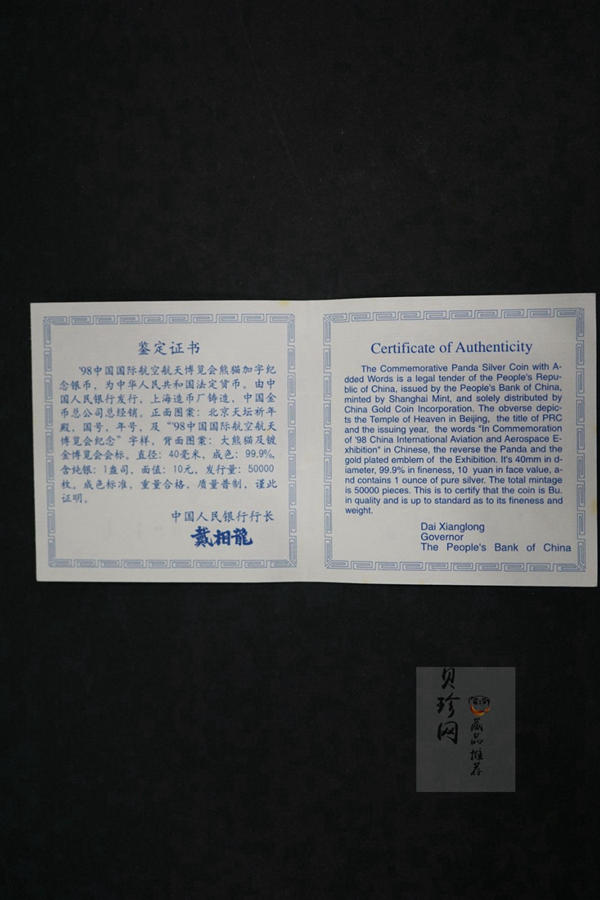 鉴定证书
'98中国国际航空航天博览会熊猫加字纪
念银币，为中华人民共和国法定货币。由中
国人民银行发行，上海造币厂铸造，中国金
币总公司总经销。正面图案：北京天坛祈年
殿，国号，年号，及“98中国国际航空航天
博览会纪念”字样，背面图案：大熊猫及镀
金博览会会标。直径：40毫米，成色：99.9%，
含纯银：1盎司，面值：10元，发行量：50000
枚。成色标准，重量合格，质量普制，谨此
证明。
中国人民银行行长
戴相龍
Certificate of Authenticity
The Commemorative Panda Silver Coin with A-
dded Words is a legal tender of the People's Repu-
blic of China, issued by the People's Bank of China,
minted by Shanghai Mint, and solely distributed by
China Gold Coin Incorporation. The obverse depic-
ts the Temple of Heaven in Beijing, the title of PRC
and the issuing year, the words "In Commemoration
of '98 China International Aviation and Aerospace E-
xhibition" in Chinese, the reverse the Panda and the
gold plated emblem of the Exhibition. It's 40mm in d-
iameter, 99.9% in fineness, 10 yuan in face value, a-
nd contains 1 ounce of pure silver. The total mintage
is 50000 pieces. This is to certify that the coin is Bu.
in quality and is up to standard as to its fineness and
weight.
Dai Xianglong
Governor
The People's Bank of China
贝珍网
藏品推荐